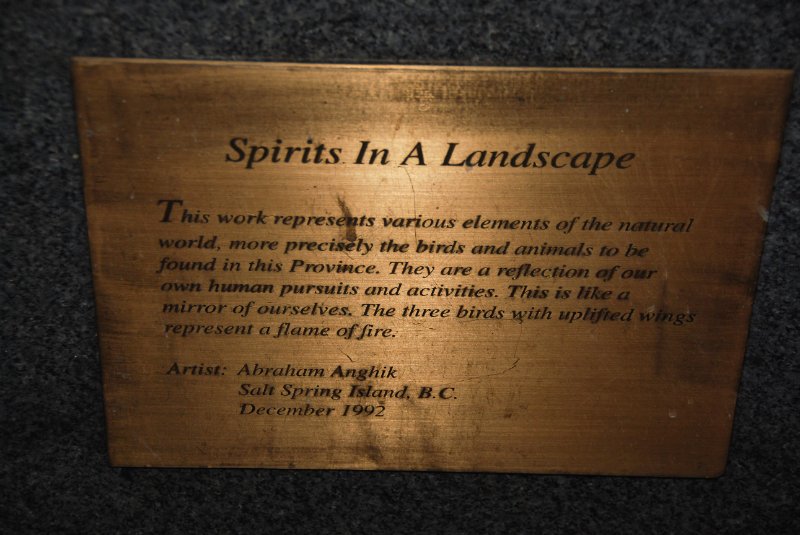 Spirits In A Landscape
This work represents various elements of the natural
world, more precisely the birds and animals to be
found in this Province. They are a reflection of our
own human pursuits and activities. This is like a
mirror of ourselves. The three birds with uplifted wings
represent a flame of fire.
Artist: Abraham Anghik
Salt Spring Island, B.C.
December 1992